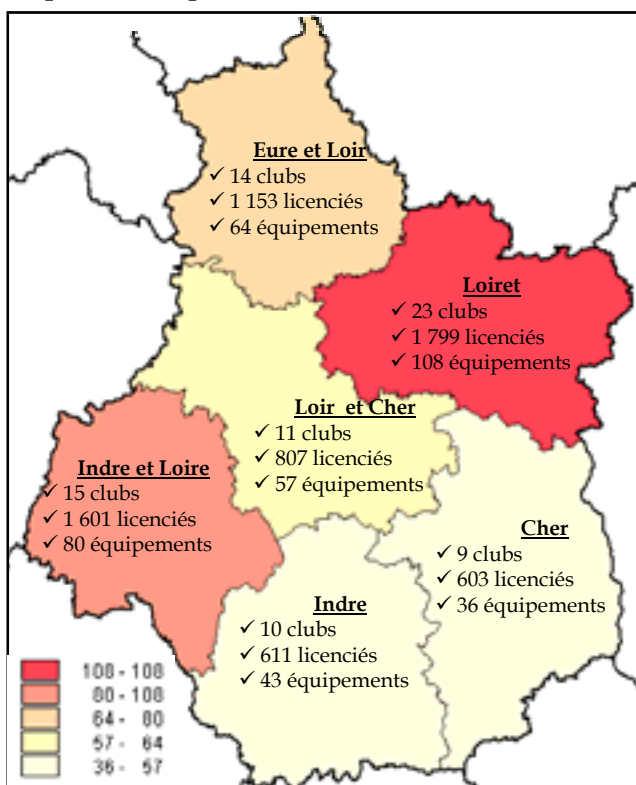 Eure et Loir
✓ 14 clubs
✓ 1 153 licenciés
✓ 64 équipements
Loiret
✓ 23 clubs
✓ 1 799 licenciés
✓ 108 équipements
Loir et Cher
✓ 11 clubs
✓ 807 licenciés
✓ 57 équipements
Indre et Loire
✓ 15 clubs
✓ 1 601 licenciés
✓ 80 équipements
Cher
✓ 9 clubs
✓ 603 licenciés
✓ 36 équipements
Indre
✓ 10 clubs
✓ 611 licenciés
✓ 43 équipements
108 - 108
80 - 108
64 - 80
57 - 64
36 - 57